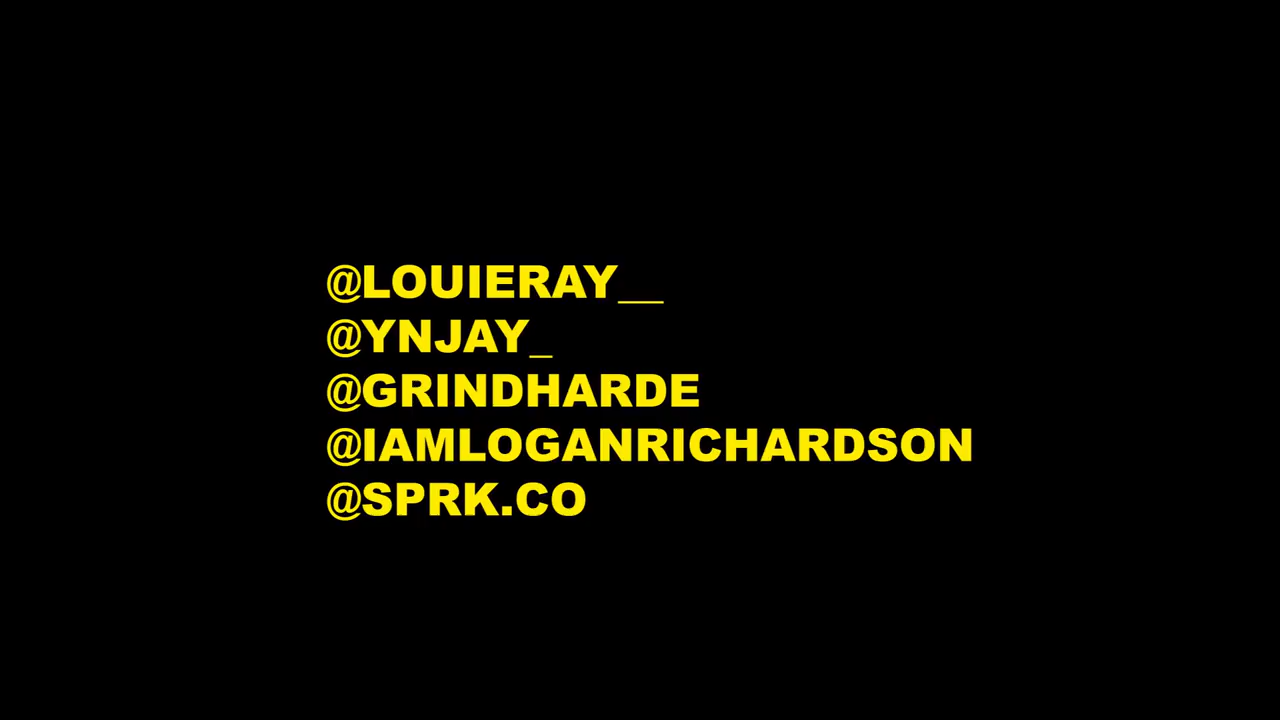 @LOUIERAY__
@YNJAY_
@GRINDHARDE
@IAMLOGANRICHARDSON
@SPRK.CO